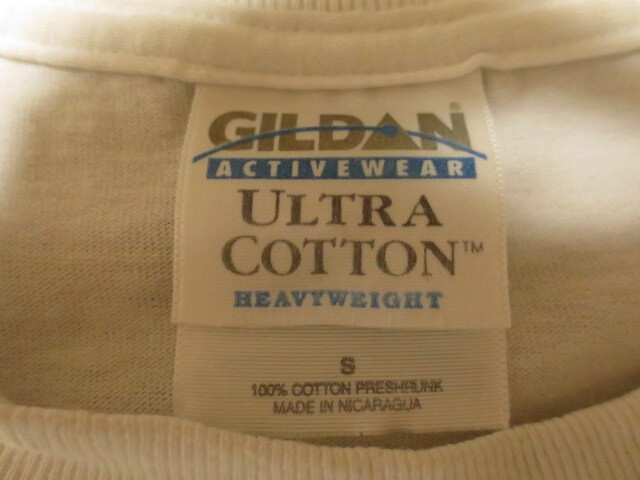 GILDAN®
ACTIVEWEAR
ULTRA
COTTON™
HEAVYWEIGHT
S
100% COTTON PRESHRUNK
MADE IN NICARAGUA